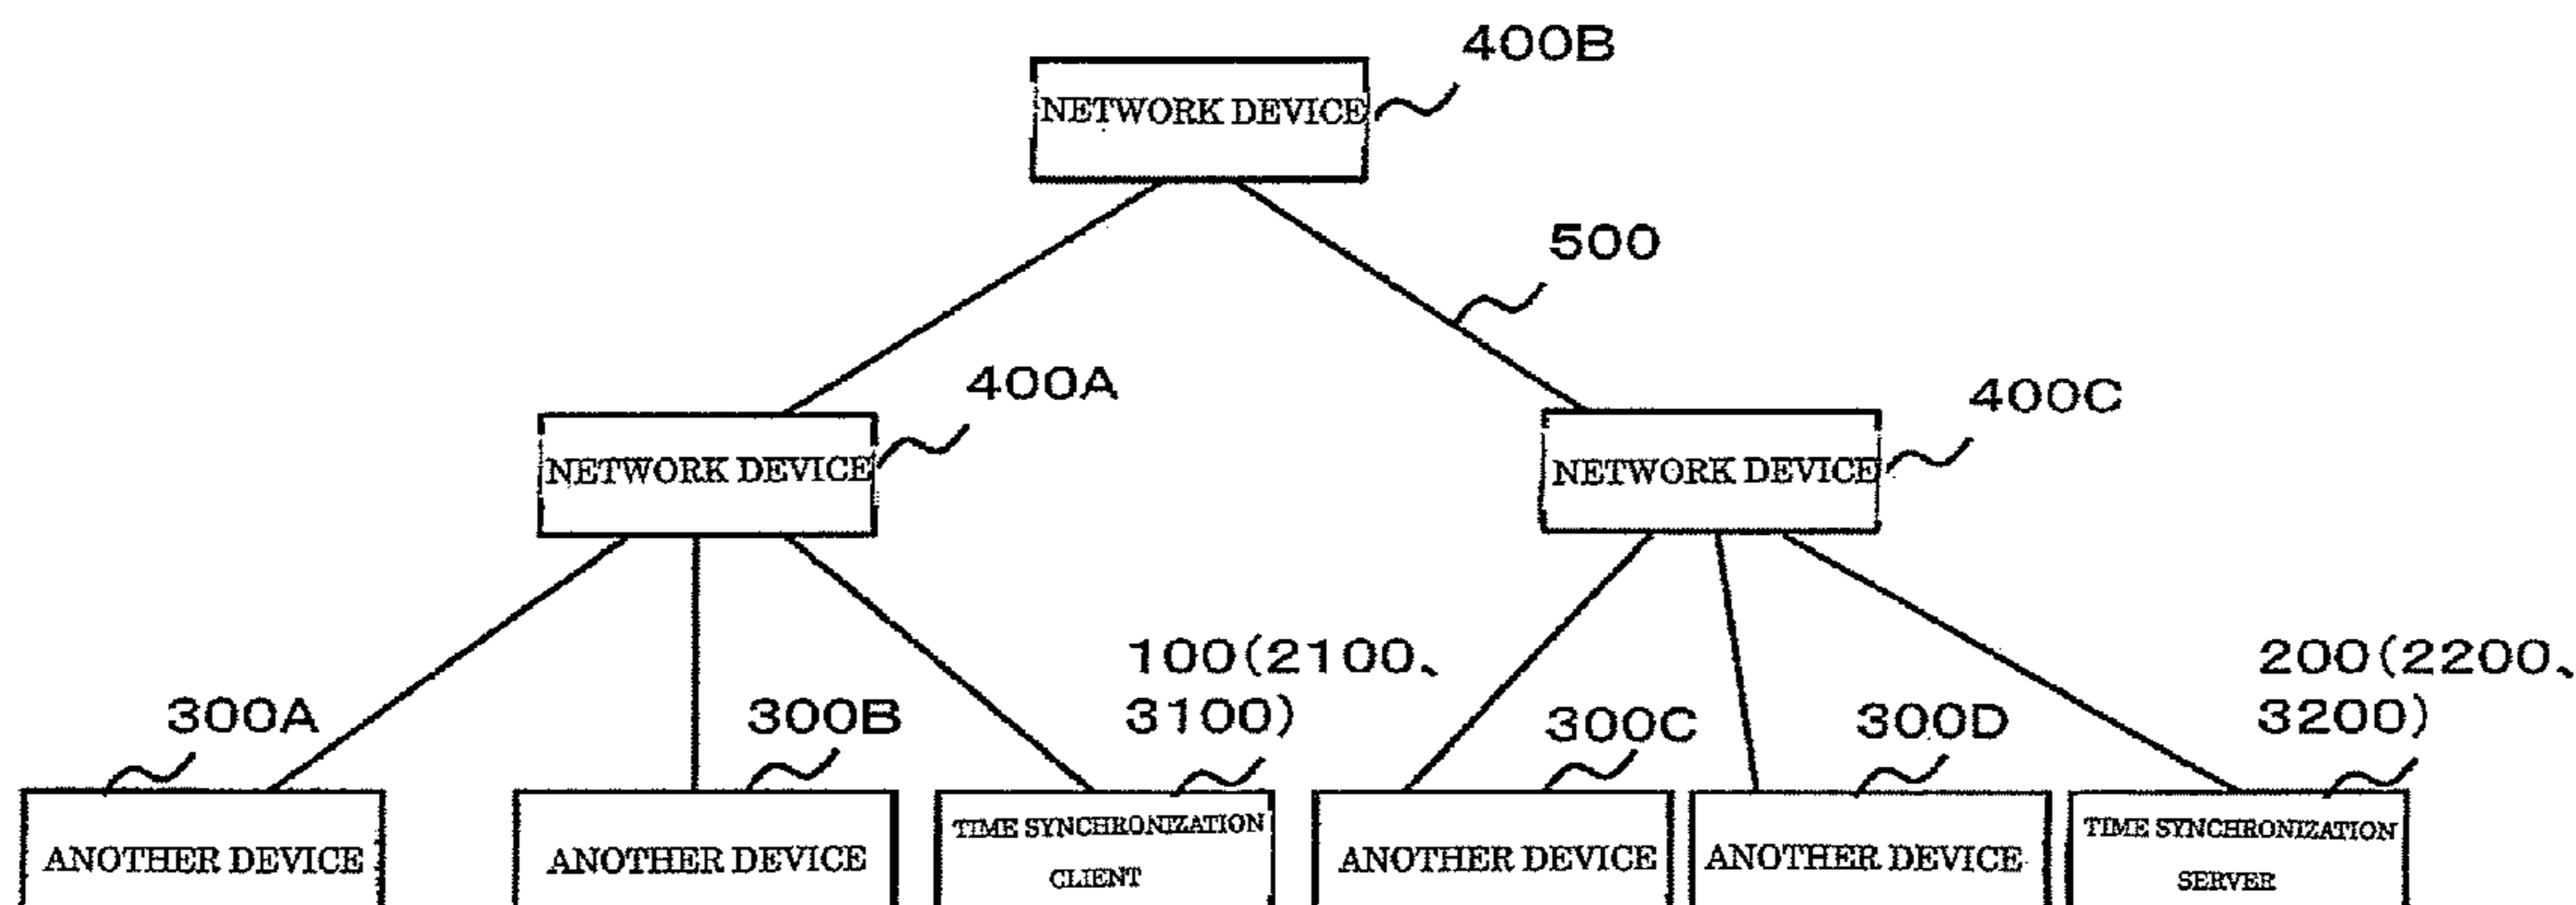 400B
NETWORK DEVICE
500
400A
400C
NETWORK DEVICE
NETWORK DEVICE
100(2100、
3100)
200(2200、
3200)
300A
300B
300C
300D
ANOTHER DEVICE
ANOTHER DEVICE
TIME SYNCHRONIZATION
CLIENT
ANOTHER DEVICE
ANOTHER DEVICE
TIME SYNCHRONIZATION
SERVER